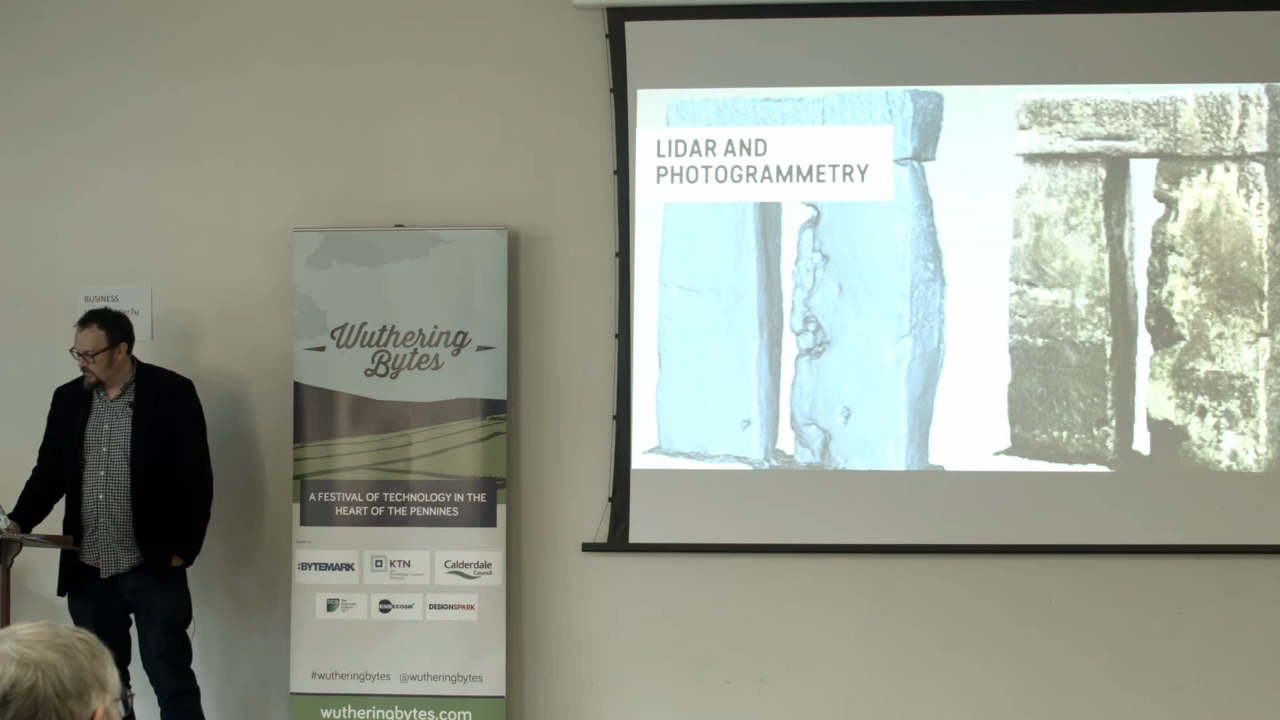 LIDAR AND
PHOTOGRAMMETRY
BUSINESS
Wuthering
Bytes
A FESTIVAL OF TECHNOLOGY IN THE
HEART OF THE PENNINES
:BYTEMARK
KTN
Calderdale
Council
EMBECOSM
DESIGNSPARK
#wutheringbytes @wutheringbytes
wutheringbytes.com